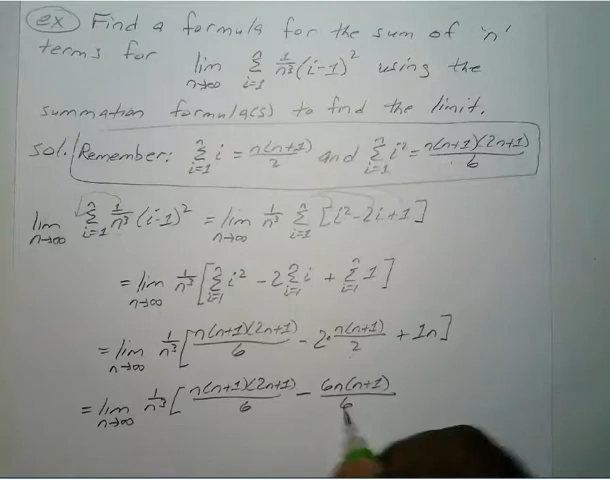 ex) Find a formula for the sum of 'n'
terms for lim n→∞ Σ i=1 n 1/n³ (i-1)² using the
summation formula(s) to find the limit.
Sol. Remember: Σ i=1 n i = n(n+1)/2 and Σ i=1 n i² = n(n+1)(2n+1)/6
lim n→∞ Σ i=1 n 1/n³ (i-1)² = lim n→∞ 1/n³ Σ i=1 n [i²-2i+1]
= lim n→∞ 1/n³ [Σ i=1 n i² - 2 Σ i=1 n i + Σ i=1 n 1]
= lim n→∞ 1/n³ [n(n+1)(2n+1)/6 - 2·n(n+1)/2 + 1n]
= lim n→∞ 1/n³ [n(n+1)(2n+1)/6 - 6n(n+1)/6